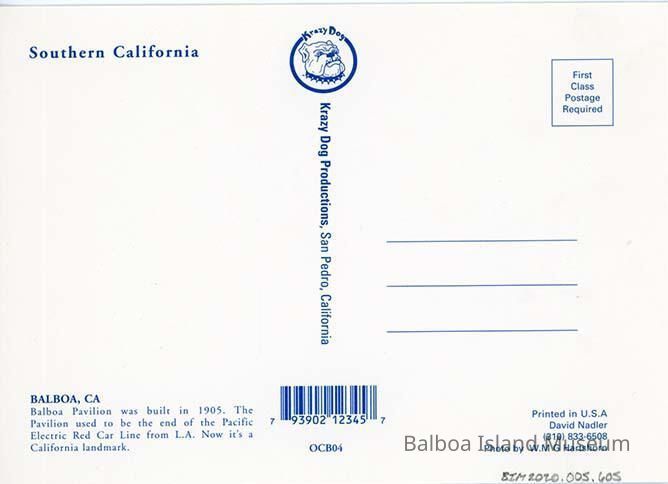 Southern California
Krazy Dog
Krazy Dog Productions, San Pedro, California
First
Class
Postage
Required
BALBOA, CA
Balboa Pavilion was built in 1905. The
Pavilion used to be the end of the Pacific
Electric Red Car Line from L.A. Now it's a
California landmark.
7 93902 12345 7
OCB04
Printed in U.S.A
David Nadler
(310) 833-6508
Photo by W.M G Hartshorn
Balboa Island Museum
BIM2020.005.605